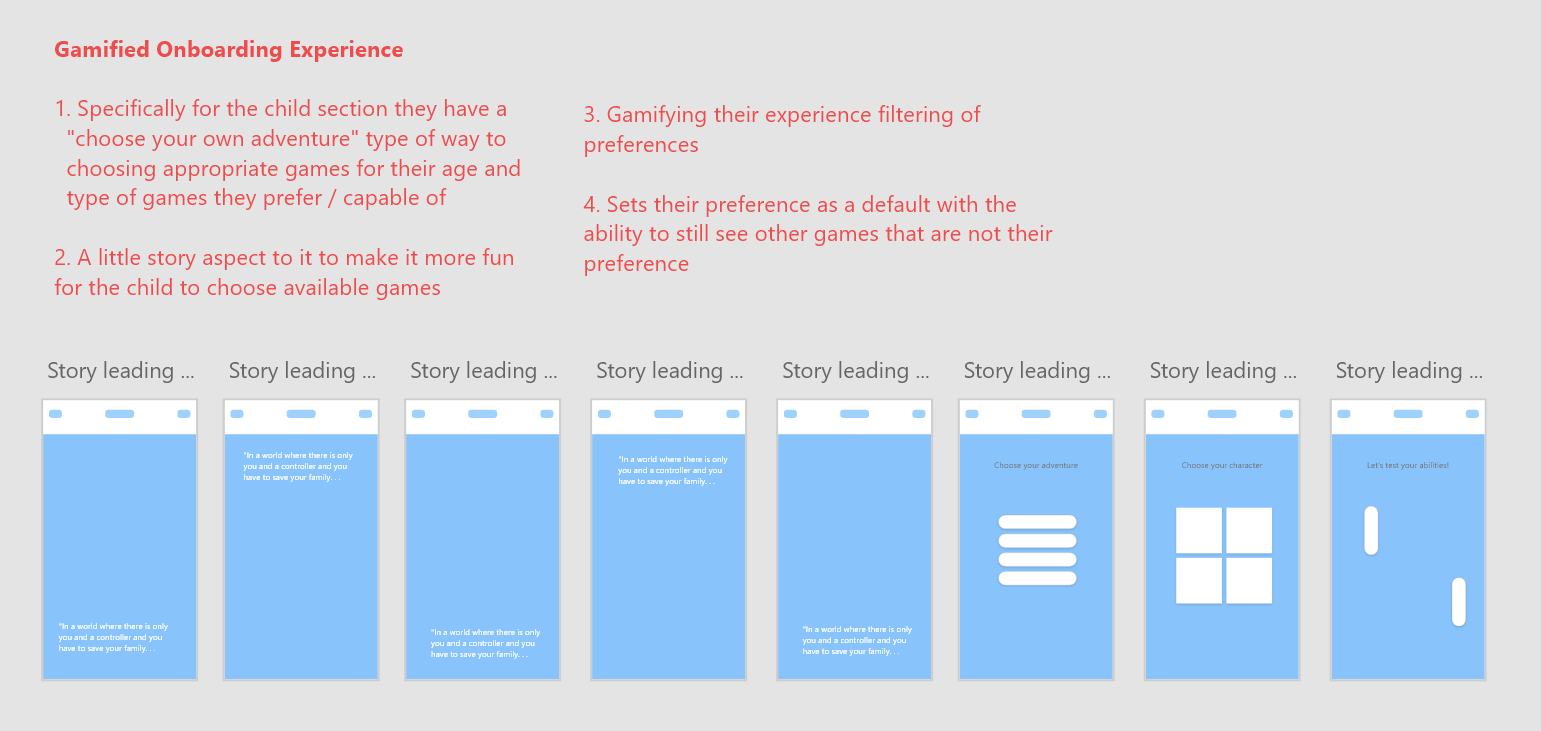 Gamified Onboarding Experience
1. Specifically for the child section they have a
"choose your own adventure" type of way to
choosing appropriate games for their age and
type of games they prefer / capable of
2. A little story aspect to it to make it more fun
for the child to choose available games
3. Gamifying their experience filtering of
preferences
4. Sets their preference as a default with the
ability to still see other games that are not their
preference
Story leading ...
"In a world where there is only
you and a controller and you
have to save your family. . .
Story leading ...
"In a world where there is only
you and a controller and you
have to save your family. . .
Story leading ...
"In a world where there is only
you and a controller and you
have to save your family. . .
Story leading ...
"In a world where there is only
you and a controller and you
have to save your family. . .
Story leading ...
"In a world where there is only
you and a controller and you
have to save your family. . .
Story leading ...
Choose your adventure
Story leading ...
Choose your character
Story leading ...
Let's test your abilities!